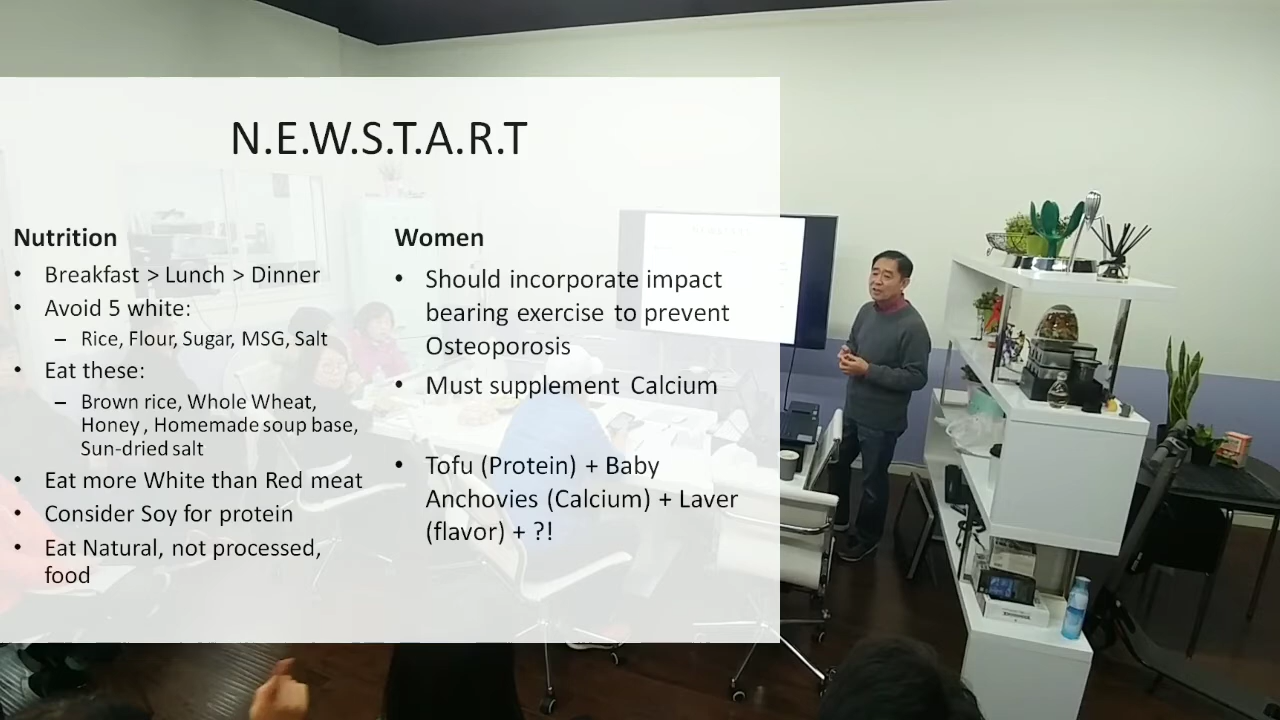 N.E.W.S.T.A.R.T
Nutrition
• Breakfast > Lunch > Dinner
• Avoid 5 white:
– Rice, Flour, Sugar, MSG, Salt
• Eat these:
– Brown rice, Whole Wheat,
Honey , Homemade soup base,
Sun-dried salt
• Eat more White than Red meat
• Consider Soy for protein
• Eat Natural, not processed,
food
Women
• Should incorporate impact
bearing exercise to prevent
Osteoporosis
• Must supplement Calcium
• Tofu (Protein) + Baby
Anchovies (Calcium) + Laver
(flavor) + ?!